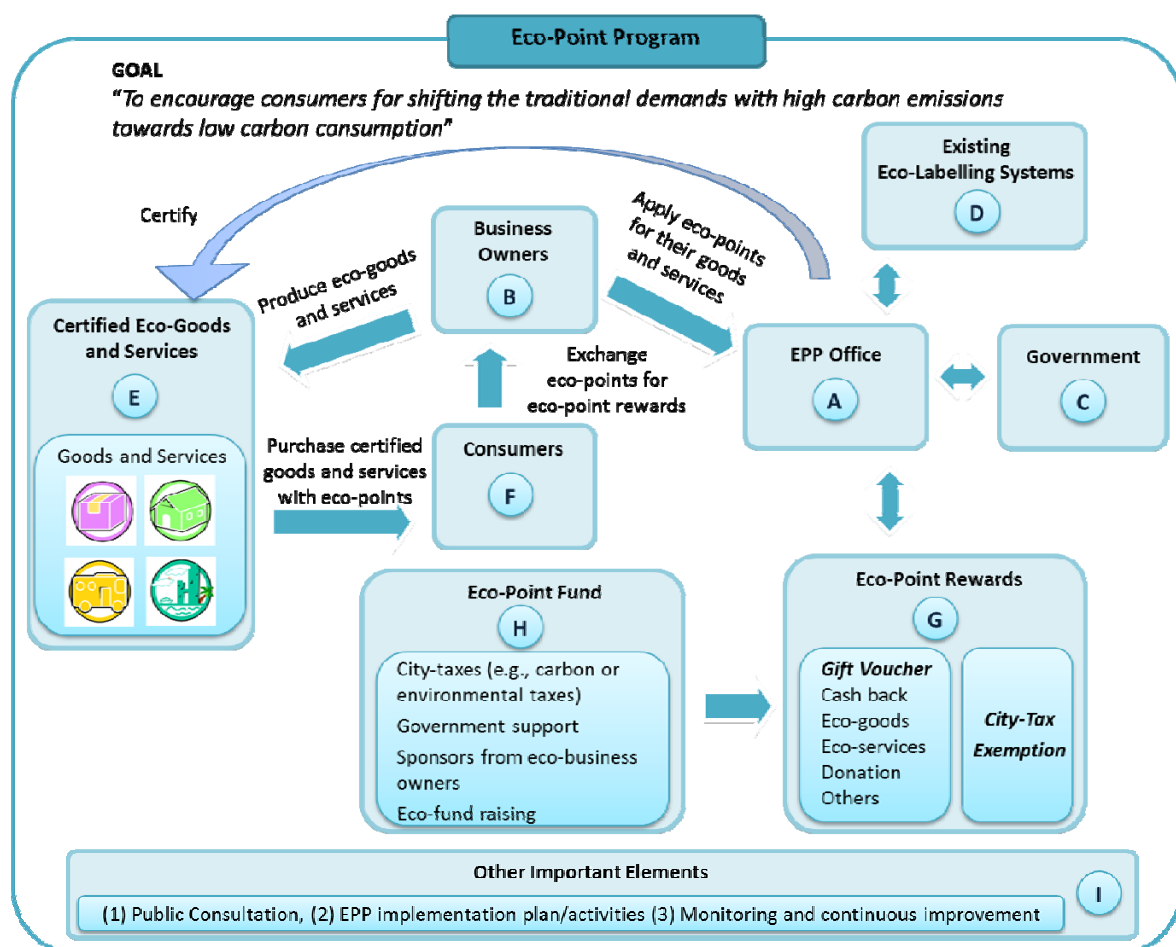 Eco-Point Program
GOAL
“To encourage consumers for shifting the traditional demands with high carbon emissions
towards low carbon consumption”
Existing
Eco-Labelling Systems
D
Certify
Business
Owners
B
Apply eco-points
for their goods
and services
Produce eco-goods
and services
Certified Eco-Goods
and Services
E
Goods and Services
Exchange
eco-points for
eco-point rewards
EPP Office
A
Government
C
Purchase certified
goods and services
with eco-points
Consumers
F
Eco-Point Fund
H
City-taxes (e.g., carbon or
environmental taxes)
Government support
Sponsors from eco-business
owners
Eco-fund raising
Eco-Point Rewards
G
Gift Voucher
Cash back
Eco-goods
Eco-services
Donation
Others
City-Tax
Exemption
Other Important Elements
I
(1) Public Consultation, (2) EPP implementation plan/activities (3) Monitoring and continuous improvement